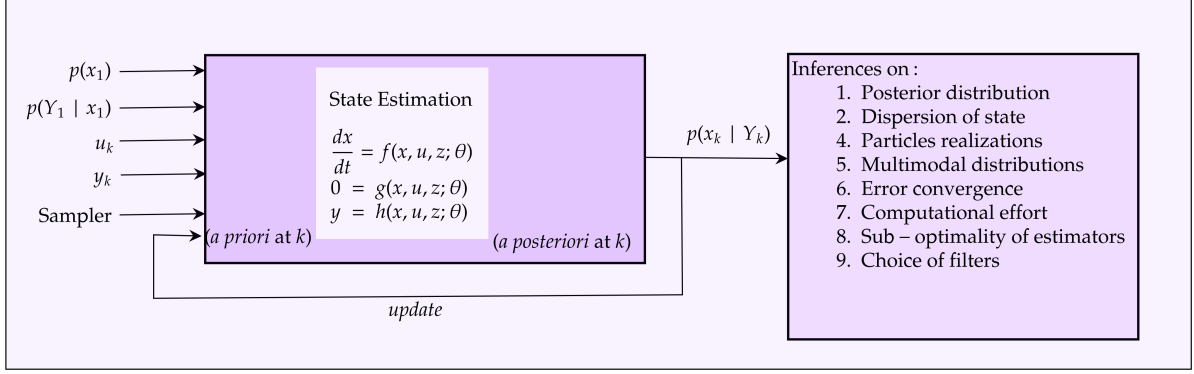 p(x₁)
p(Y₁ | x₁)
uₖ
yₖ
Sampler
(a priori at k)
State Estimation
dx/dt = f(x, u, z; θ)
0 = g(x, u, z; θ)
y = h(x, u, z; θ)
(a posteriori at k)
update
p(xₖ | Yₖ)
Inferences on :
1. Posterior distribution
2. Dispersion of state
4. Particles realizations
5. Multimodal distributions
6. Error convergence
7. Computational effort
8. Sub − optimality of estimators
9. Choice of filters